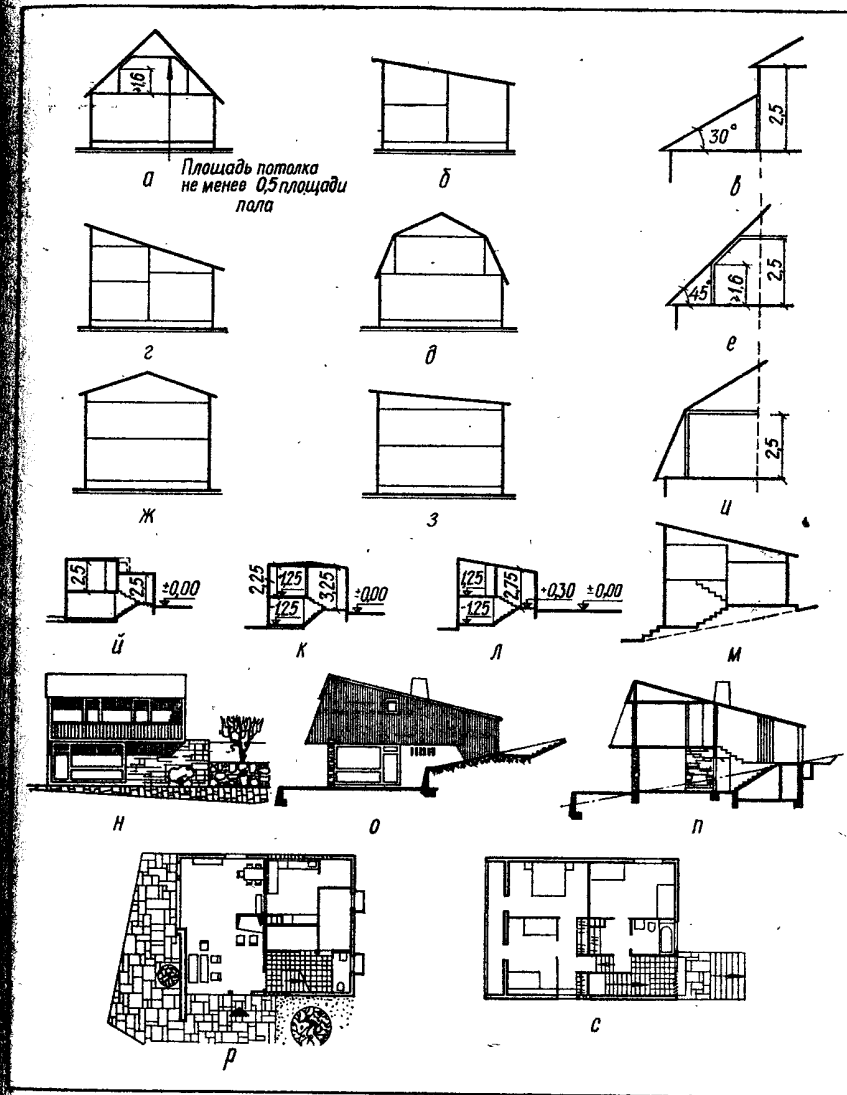 ≥1,6
а
Площадь потолка
не менее 0,5 площади
пола
б
30°
2,5
в
г
д
45°
≥1,6
2,5
е
ж
з
2,5
и
2,5
2,5
±0,00
й
2,25
1,25
-1,25
3,25
±0,00
к
1,25
-1,25
2,75
+0,30
±0,00
л
м
н
о
п
р
с